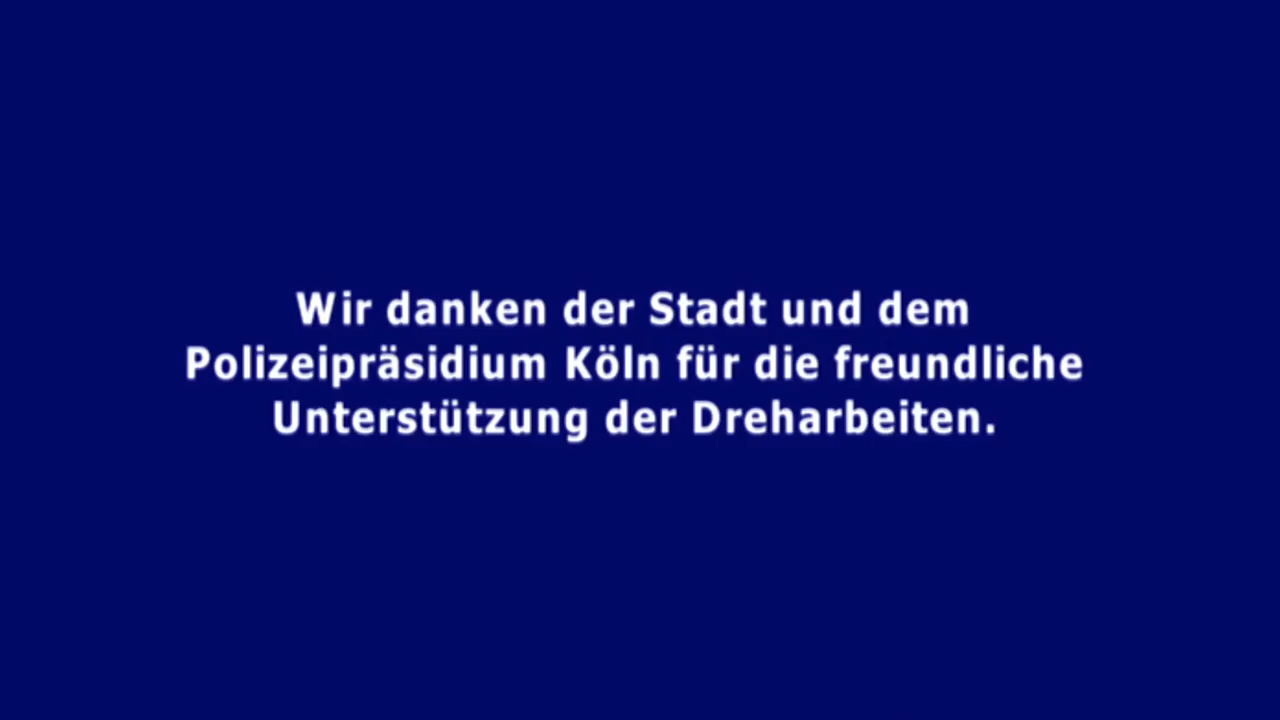 Wir danken der Stadt und dem
Polizeipräsidium Köln für die freundliche
Unterstützung der Dreharbeiten.